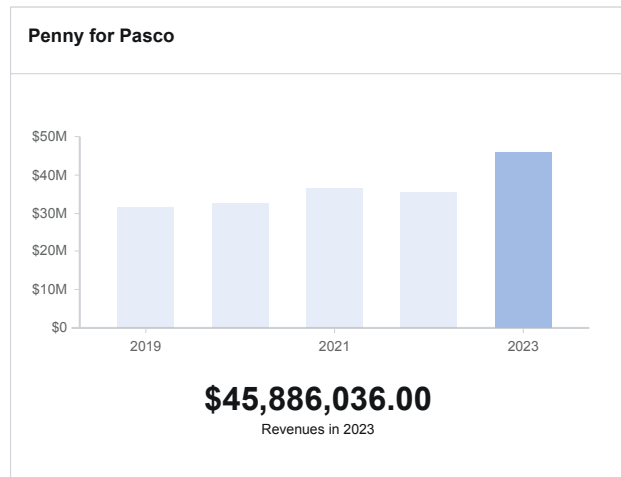 Penny for Pasco
$50M
$40M
$30M
$20M
$10M
$0
2019
2021
2023
$45,886,036.00
Revenues in 2023